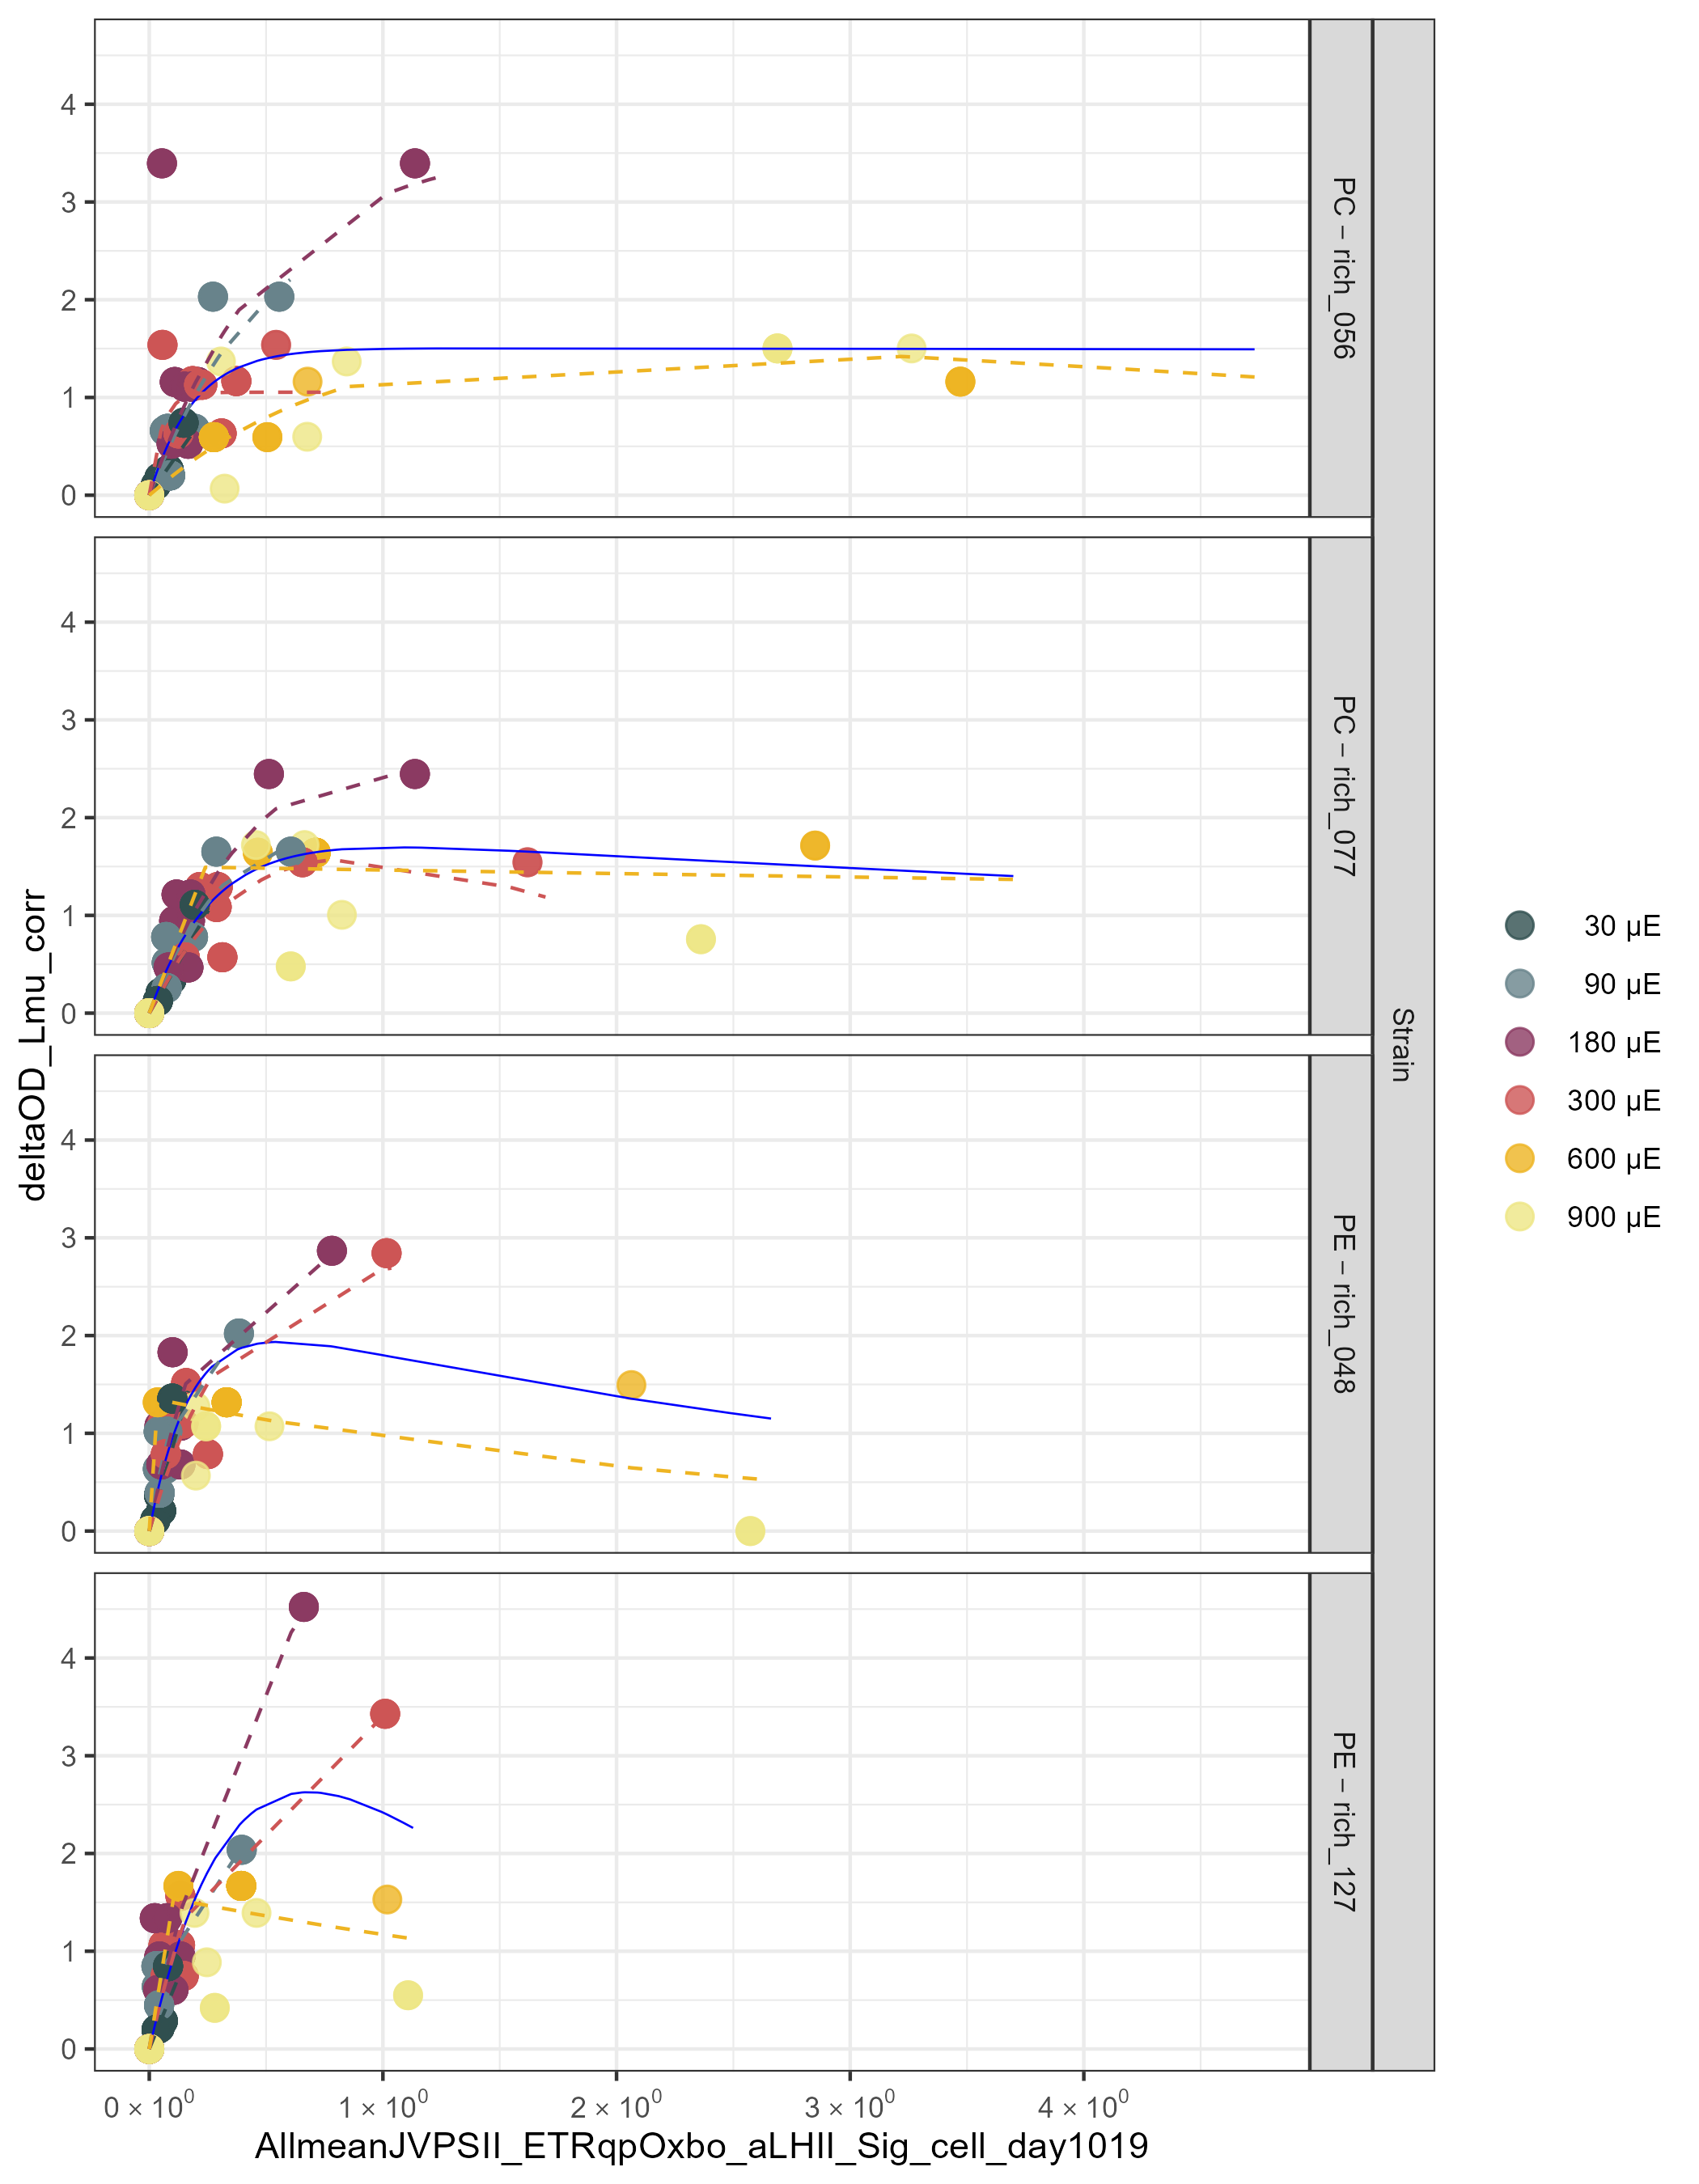 deltaOD_Lmu_corr
4
3
2
1
0
PC − rich_056
4
3
2
1
0
PC − rich_077
4
3
2
1
0
PE − rich_048
4
3
2
1
0
PE − rich_127
Strain
0 × 10⁰
1 × 10⁰
2 × 10⁰
3 × 10⁰
4 × 10⁰
AllmeanJVPSII_ETRqpOxbo_aLHII_Sig_cell_day1019
30 µE
90 µE
180 µE
300 µE
600 µE
900 µE